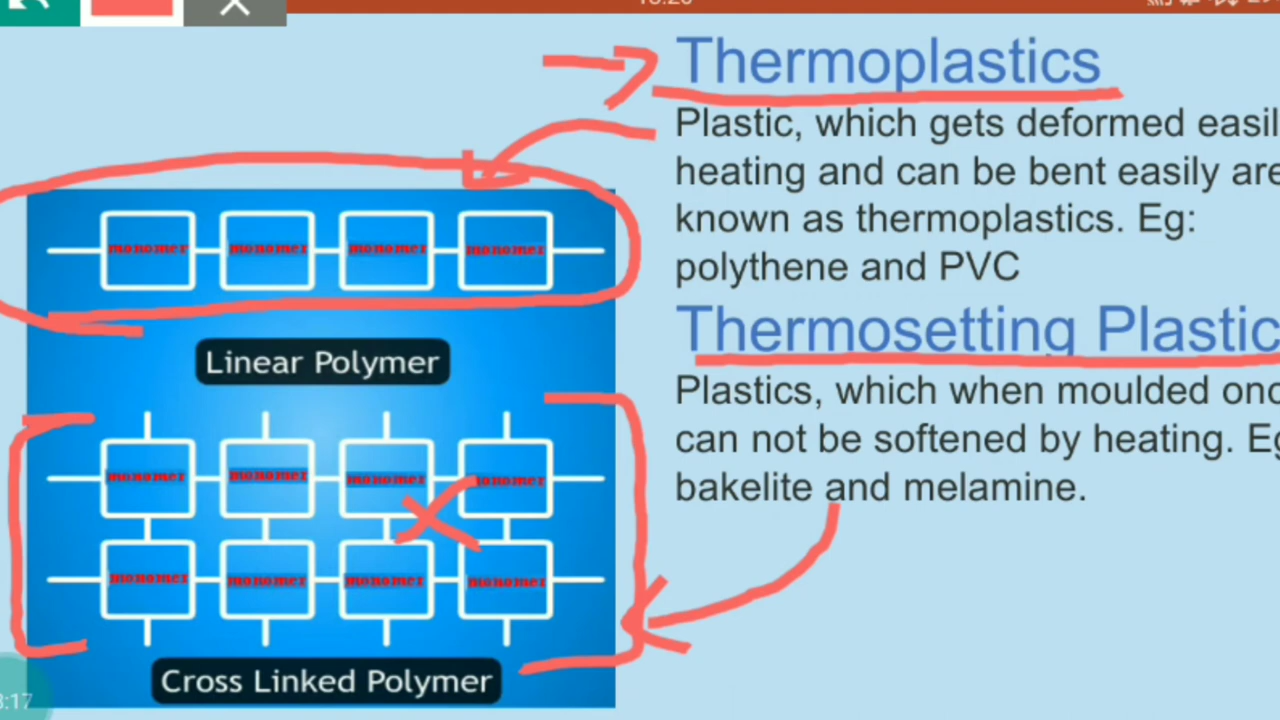 Thermoplastics
Plastic, which gets deformed easil
heating and can be bent easily are
known as thermoplastics. Eg:
polythene and PVC
Thermosetting Plastic
Plastics, which when moulded onc
can not be softened by heating. Eg
bakelite and melamine.
monomer monomer monomer monomer
Linear Polymer
monomer monomer monomer monomer
monomer monomer monomer monomer
Cross Linked Polymer
:17